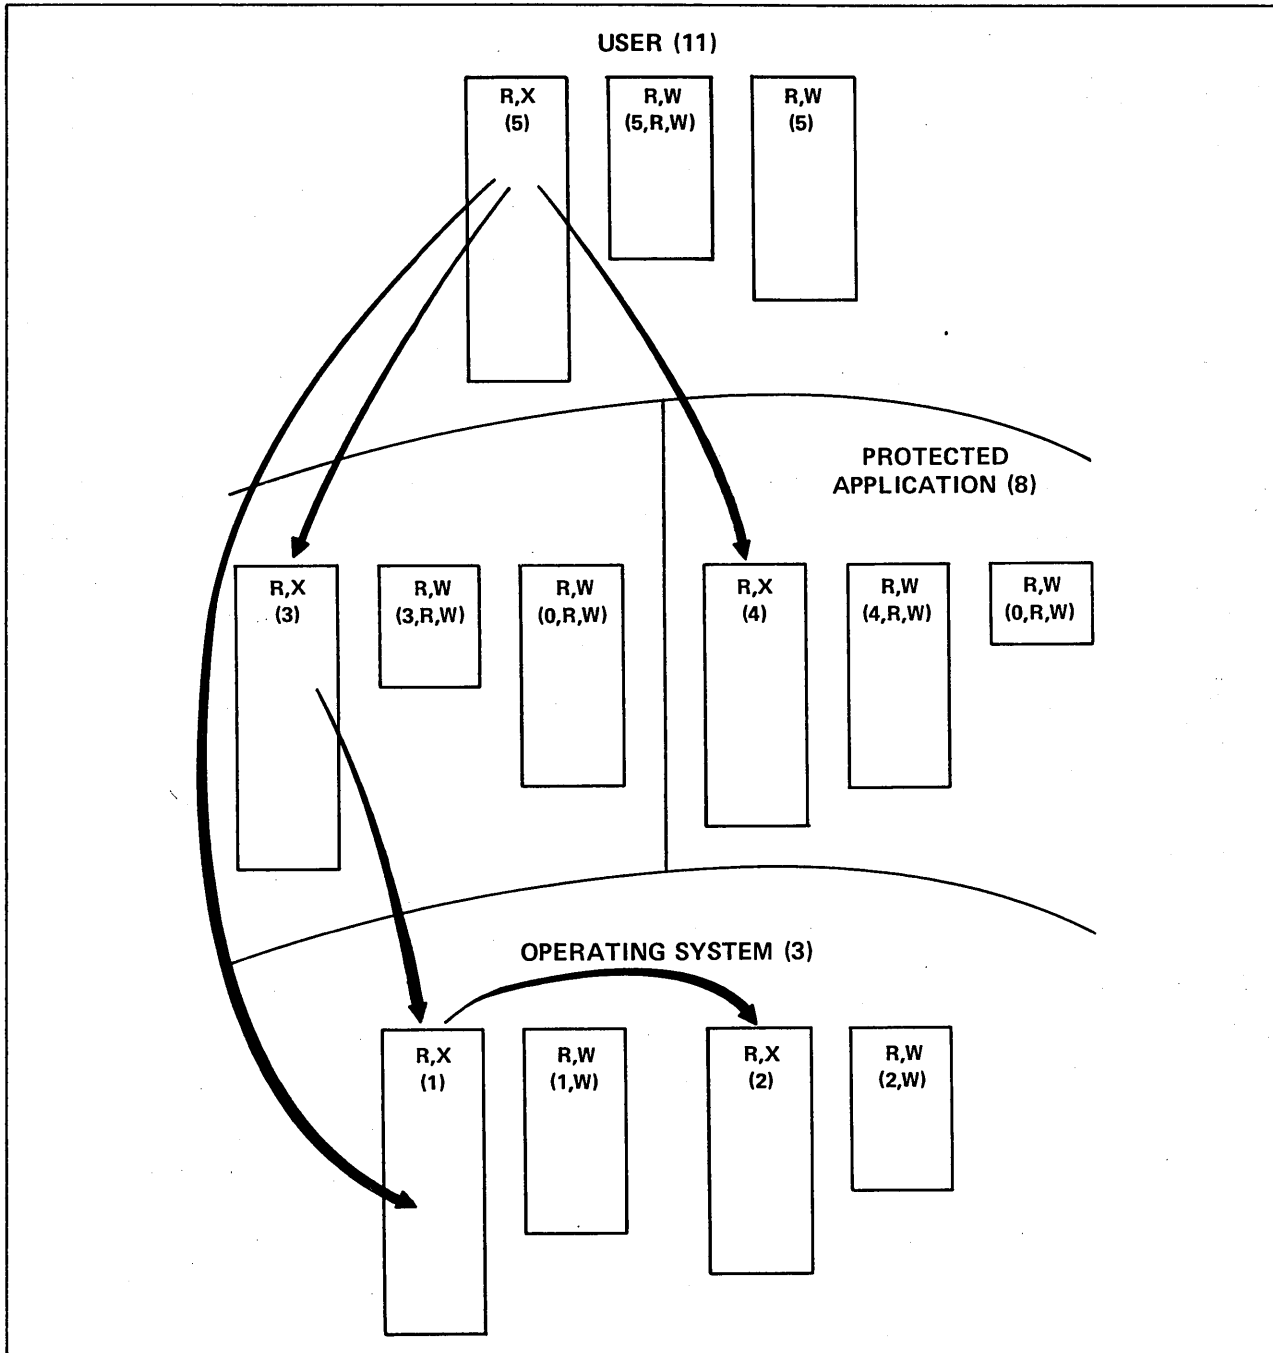 USER (11)
R,X
(5)
R,W
(5,R,W)
R,W
(5)
PROTECTED
APPLICATION (8)
R,X
(3)
R,W
(3,R,W)
R,W
(0,R,W)
R,X
(4)
R,W
(4,R,W)
R,W
(0,R,W)
OPERATING SYSTEM (3)
R,X
(1)
R,W
(1,W)
R,X
(2)
R,W
(2,W)